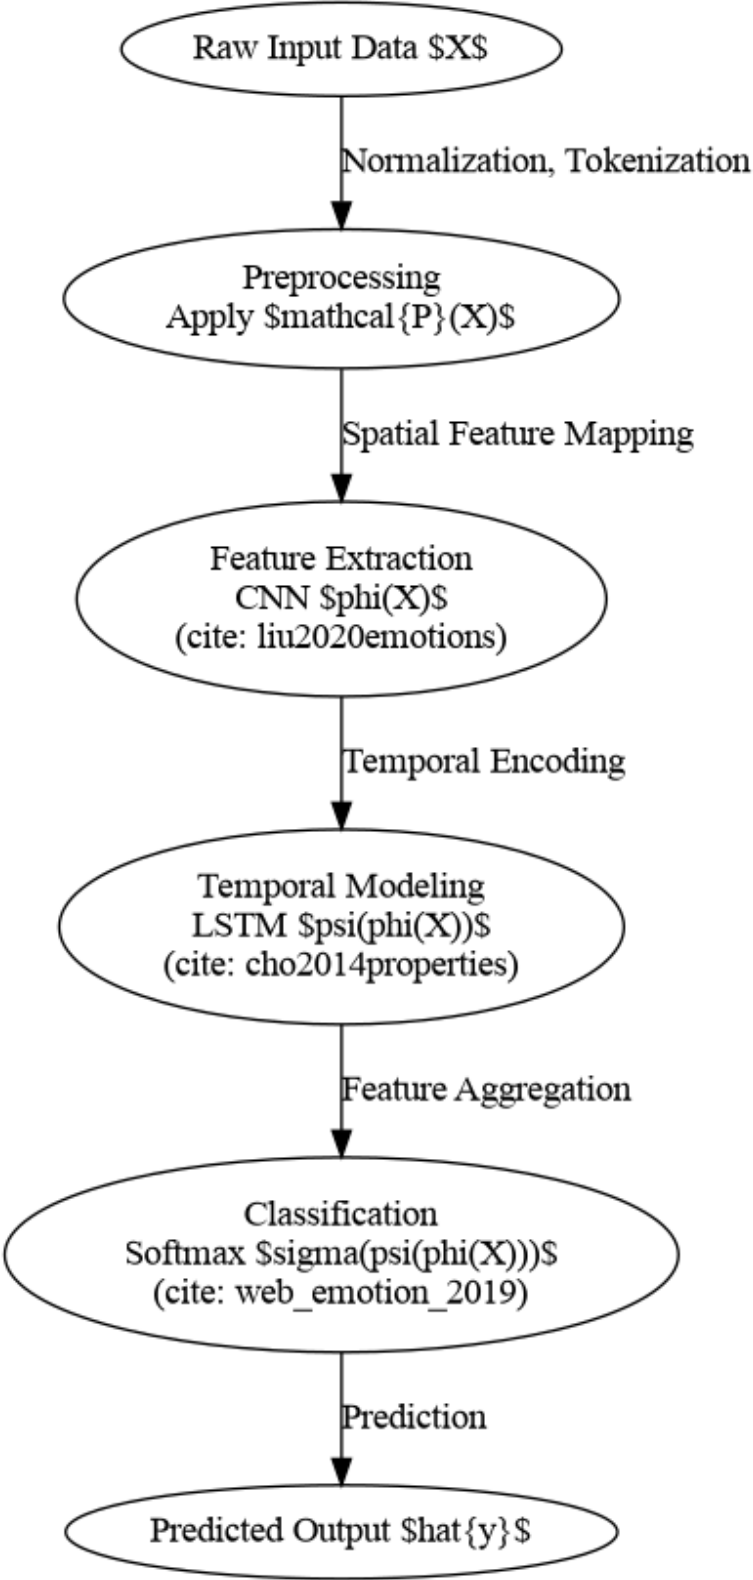 Raw Input Data $X$
Normalization, Tokenization
Preprocessing
Apply $mathcal{P}(X)$
Spatial Feature Mapping
Feature Extraction
CNN $phi(X)$
(cite: liu2020emotions)
Temporal Encoding
Temporal Modeling
LSTM $psi(phi(X))$
(cite: cho2014properties)
Feature Aggregation
Classification
Softmax $sigma(psi(phi(X)))$
(cite: web_emotion_2019)
Prediction
Predicted Output $hat{y}$